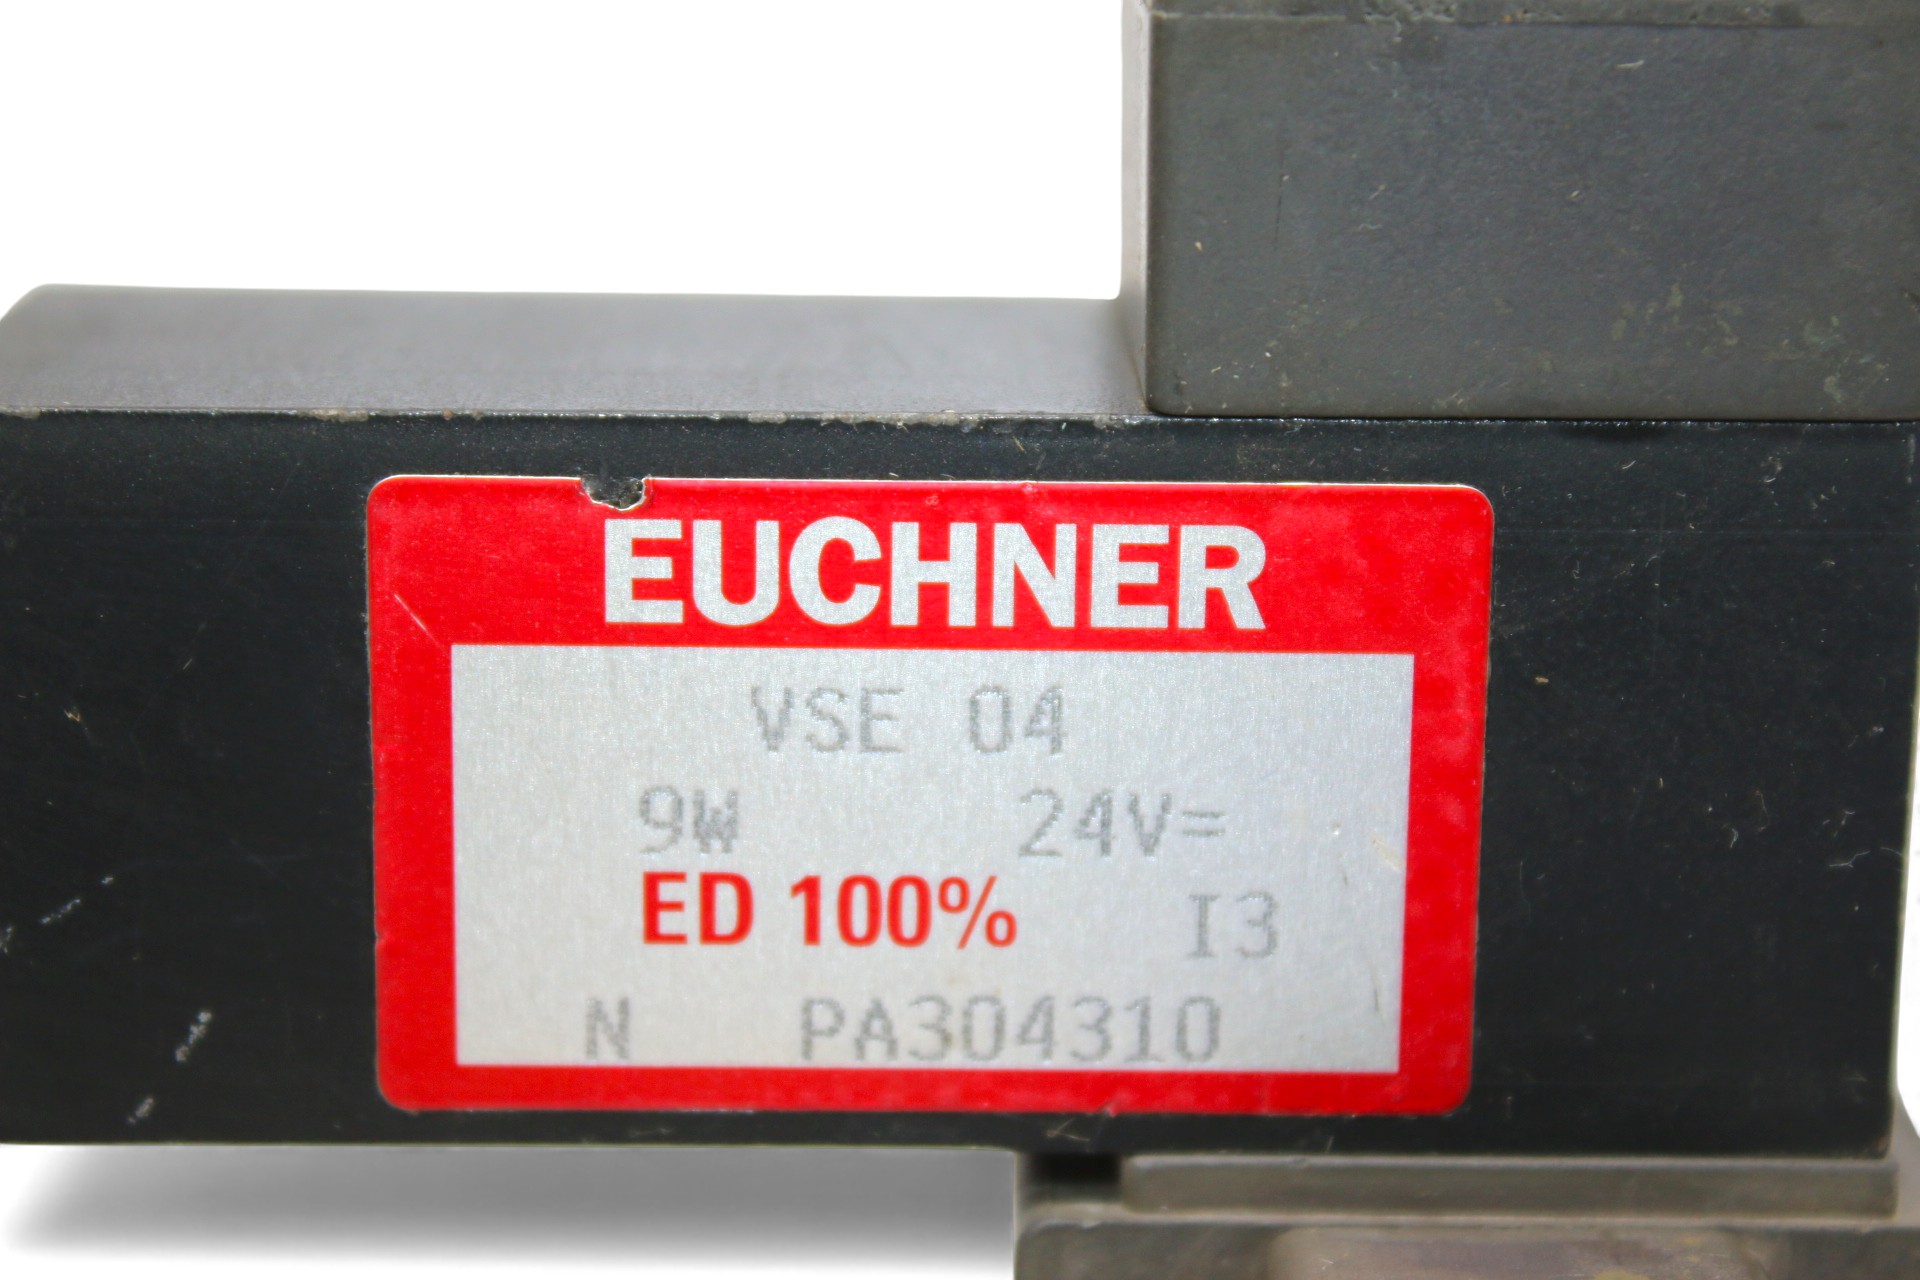 EUCHNER
VSE 04
9W 24V=
ED 100% I3
N PA304310